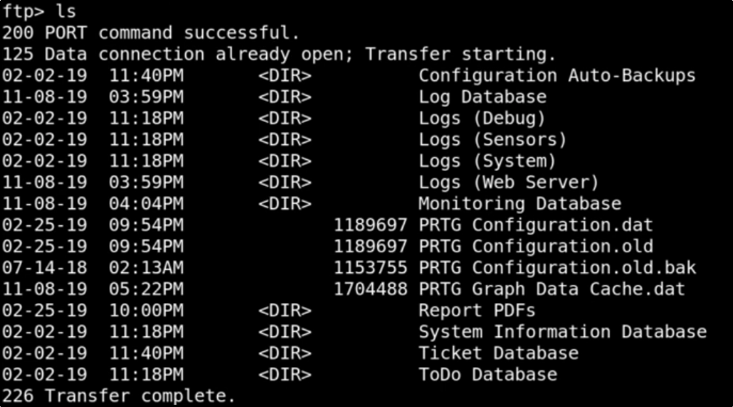 ftp> ls
200 PORT command successful.
125 Data connection already open; Transfer starting.
02-02-19  11:40PM       <DIR>          Configuration Auto-Backups
11-08-19  03:59PM       <DIR>          Log Database
02-02-19  11:18PM       <DIR>          Logs (Debug)
02-02-19  11:18PM       <DIR>          Logs (Sensors)
02-02-19  11:18PM       <DIR>          Logs (System)
11-08-19  03:59PM       <DIR>          Logs (Web Server)
11-08-19  04:04PM       <DIR>          Monitoring Database
02-25-19  09:54PM              1189697 PRTG Configuration.dat
02-25-19  09:54PM              1189697 PRTG Configuration.old
07-14-18  02:13AM              1153755 PRTG Configuration.old.bak
11-08-19  05:22PM              1704488 PRTG Graph Data Cache.dat
02-25-19  10:00PM       <DIR>          Report PDFs
02-02-19  11:18PM       <DIR>          System Information Database
02-02-19  11:40PM       <DIR>          Ticket Database
02-02-19  11:18PM       <DIR>          ToDo Database
226 Transfer complete.